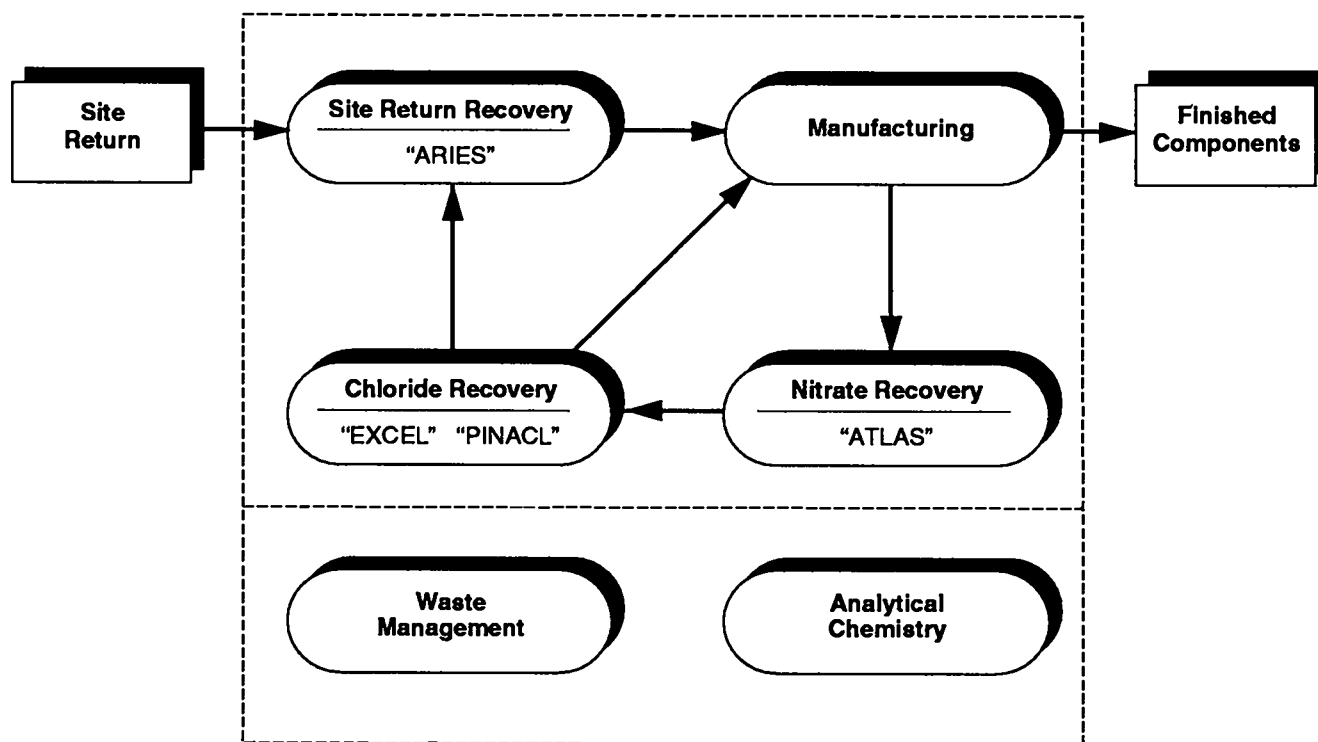 Site
Return
Site Return Recovery
“ARIES”
Manufacturing
Finished
Components
Chloride Recovery
“EXCEL” “PINACL”
Nitrate Recovery
“ATLAS”
Waste
Management
Analytical
Chemistry